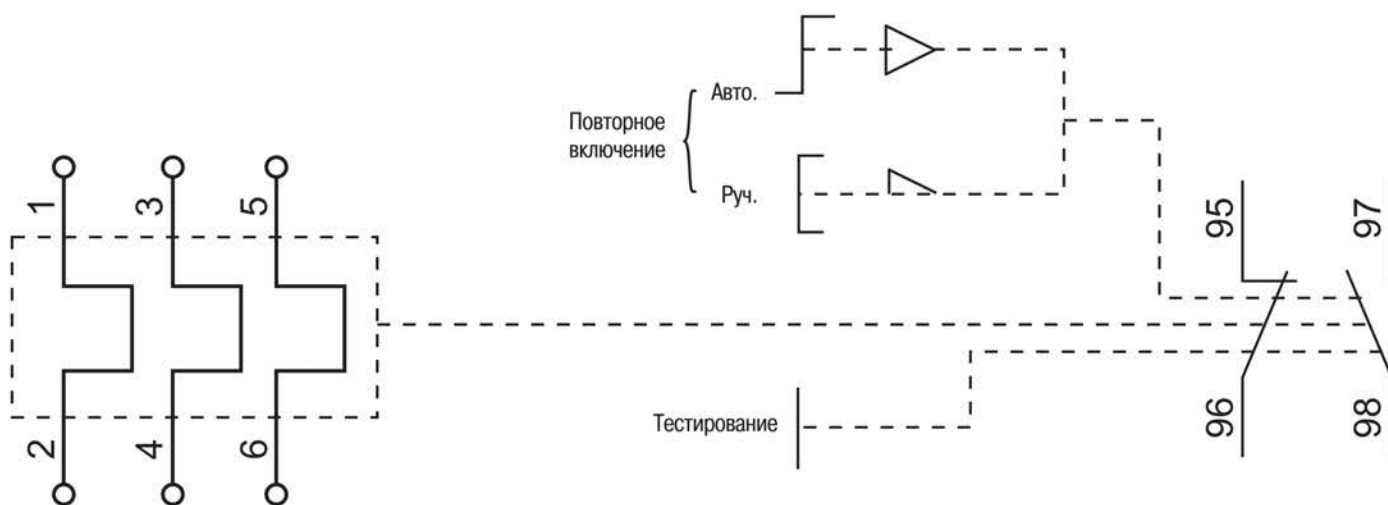 Авто.
Повторное
включение
Руч.
1
3
5
95
97
2
4
6
Тестирование
96
98